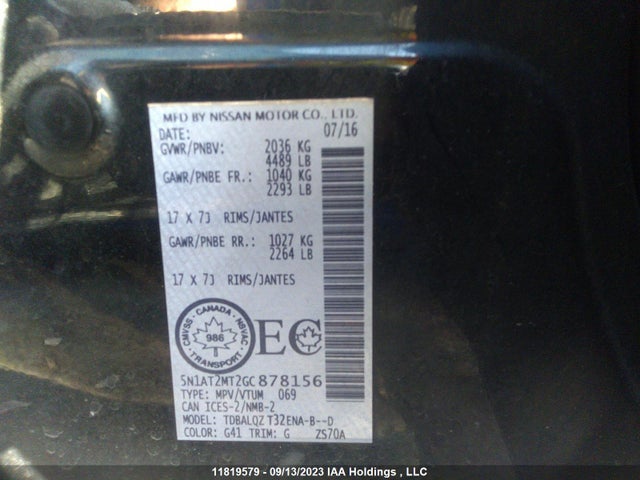 MFD BY NISSAN MOTOR CO., LTD.
DATE: 07/16
GVWR/PNBV: 2036 KG
4489 LB
GAWR/PNBE FR.: 1040 KG
2293 LB
17 X 7J RIMS/JANTES
GAWR/PNBE RR.: 1027 KG
2264 LB
17 X 7J RIMS/JANTES
CANADA
CMVSS NSVAC
986
TRANSPORT
EC
5N1AT2MT2GC878156
TYPE: MPV/VTUM 069
CAN ICES-2/NMB-2
MODEL: TDBALQZ T32ENA-B--D
COLOR: G41 TRIM: G ZS70A
11819579 - 09/13/2023 IAA Holdings , LLC